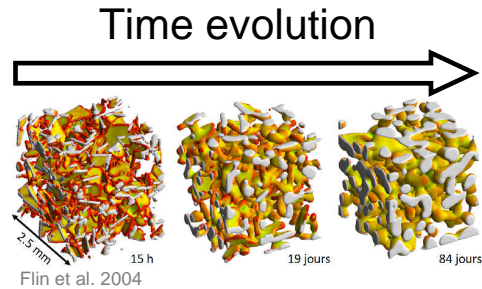 Time evolution
2.5 mm
15 h
19 jours
84 jours
Flin et al. 2004